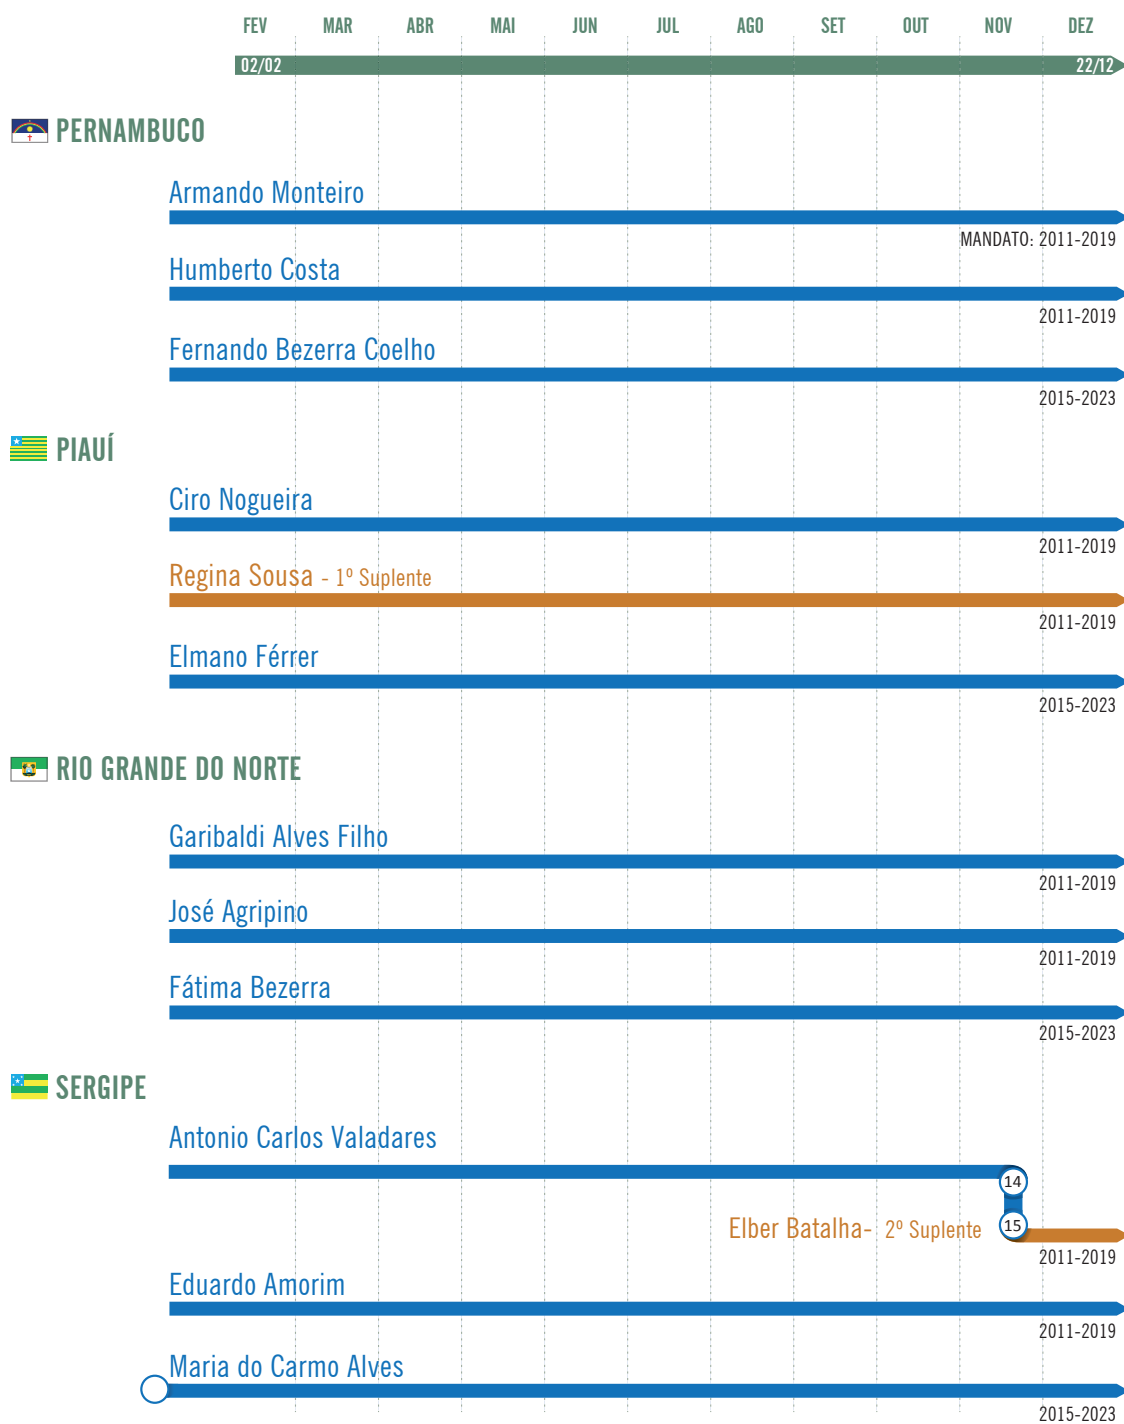 FEV MAR ABR MAI JUN JUL AGO SET OUT NOV DEZ
02/02 22/12
PERNAMBUCO
Armando Monteiro
MANDATO: 2011-2019
Humberto Costa
2011-2019
Fernando Bezerra Coelho
2015-2023
PIAUÍ
Ciro Nogueira
2011-2019
Regina Sousa - 1º Suplente
2011-2019
Elmano Férrer
2015-2023
RIO GRANDE DO NORTE
Garibaldi Alves Filho
2011-2019
José Agripino
2011-2019
Fátima Bezerra
2015-2023
SERGIPE
Antonio Carlos Valadares
14
Elber Batalha- 2º Suplente 15
2011-2019
Eduardo Amorim
2011-2019
Maria do Carmo Alves
2015-2023